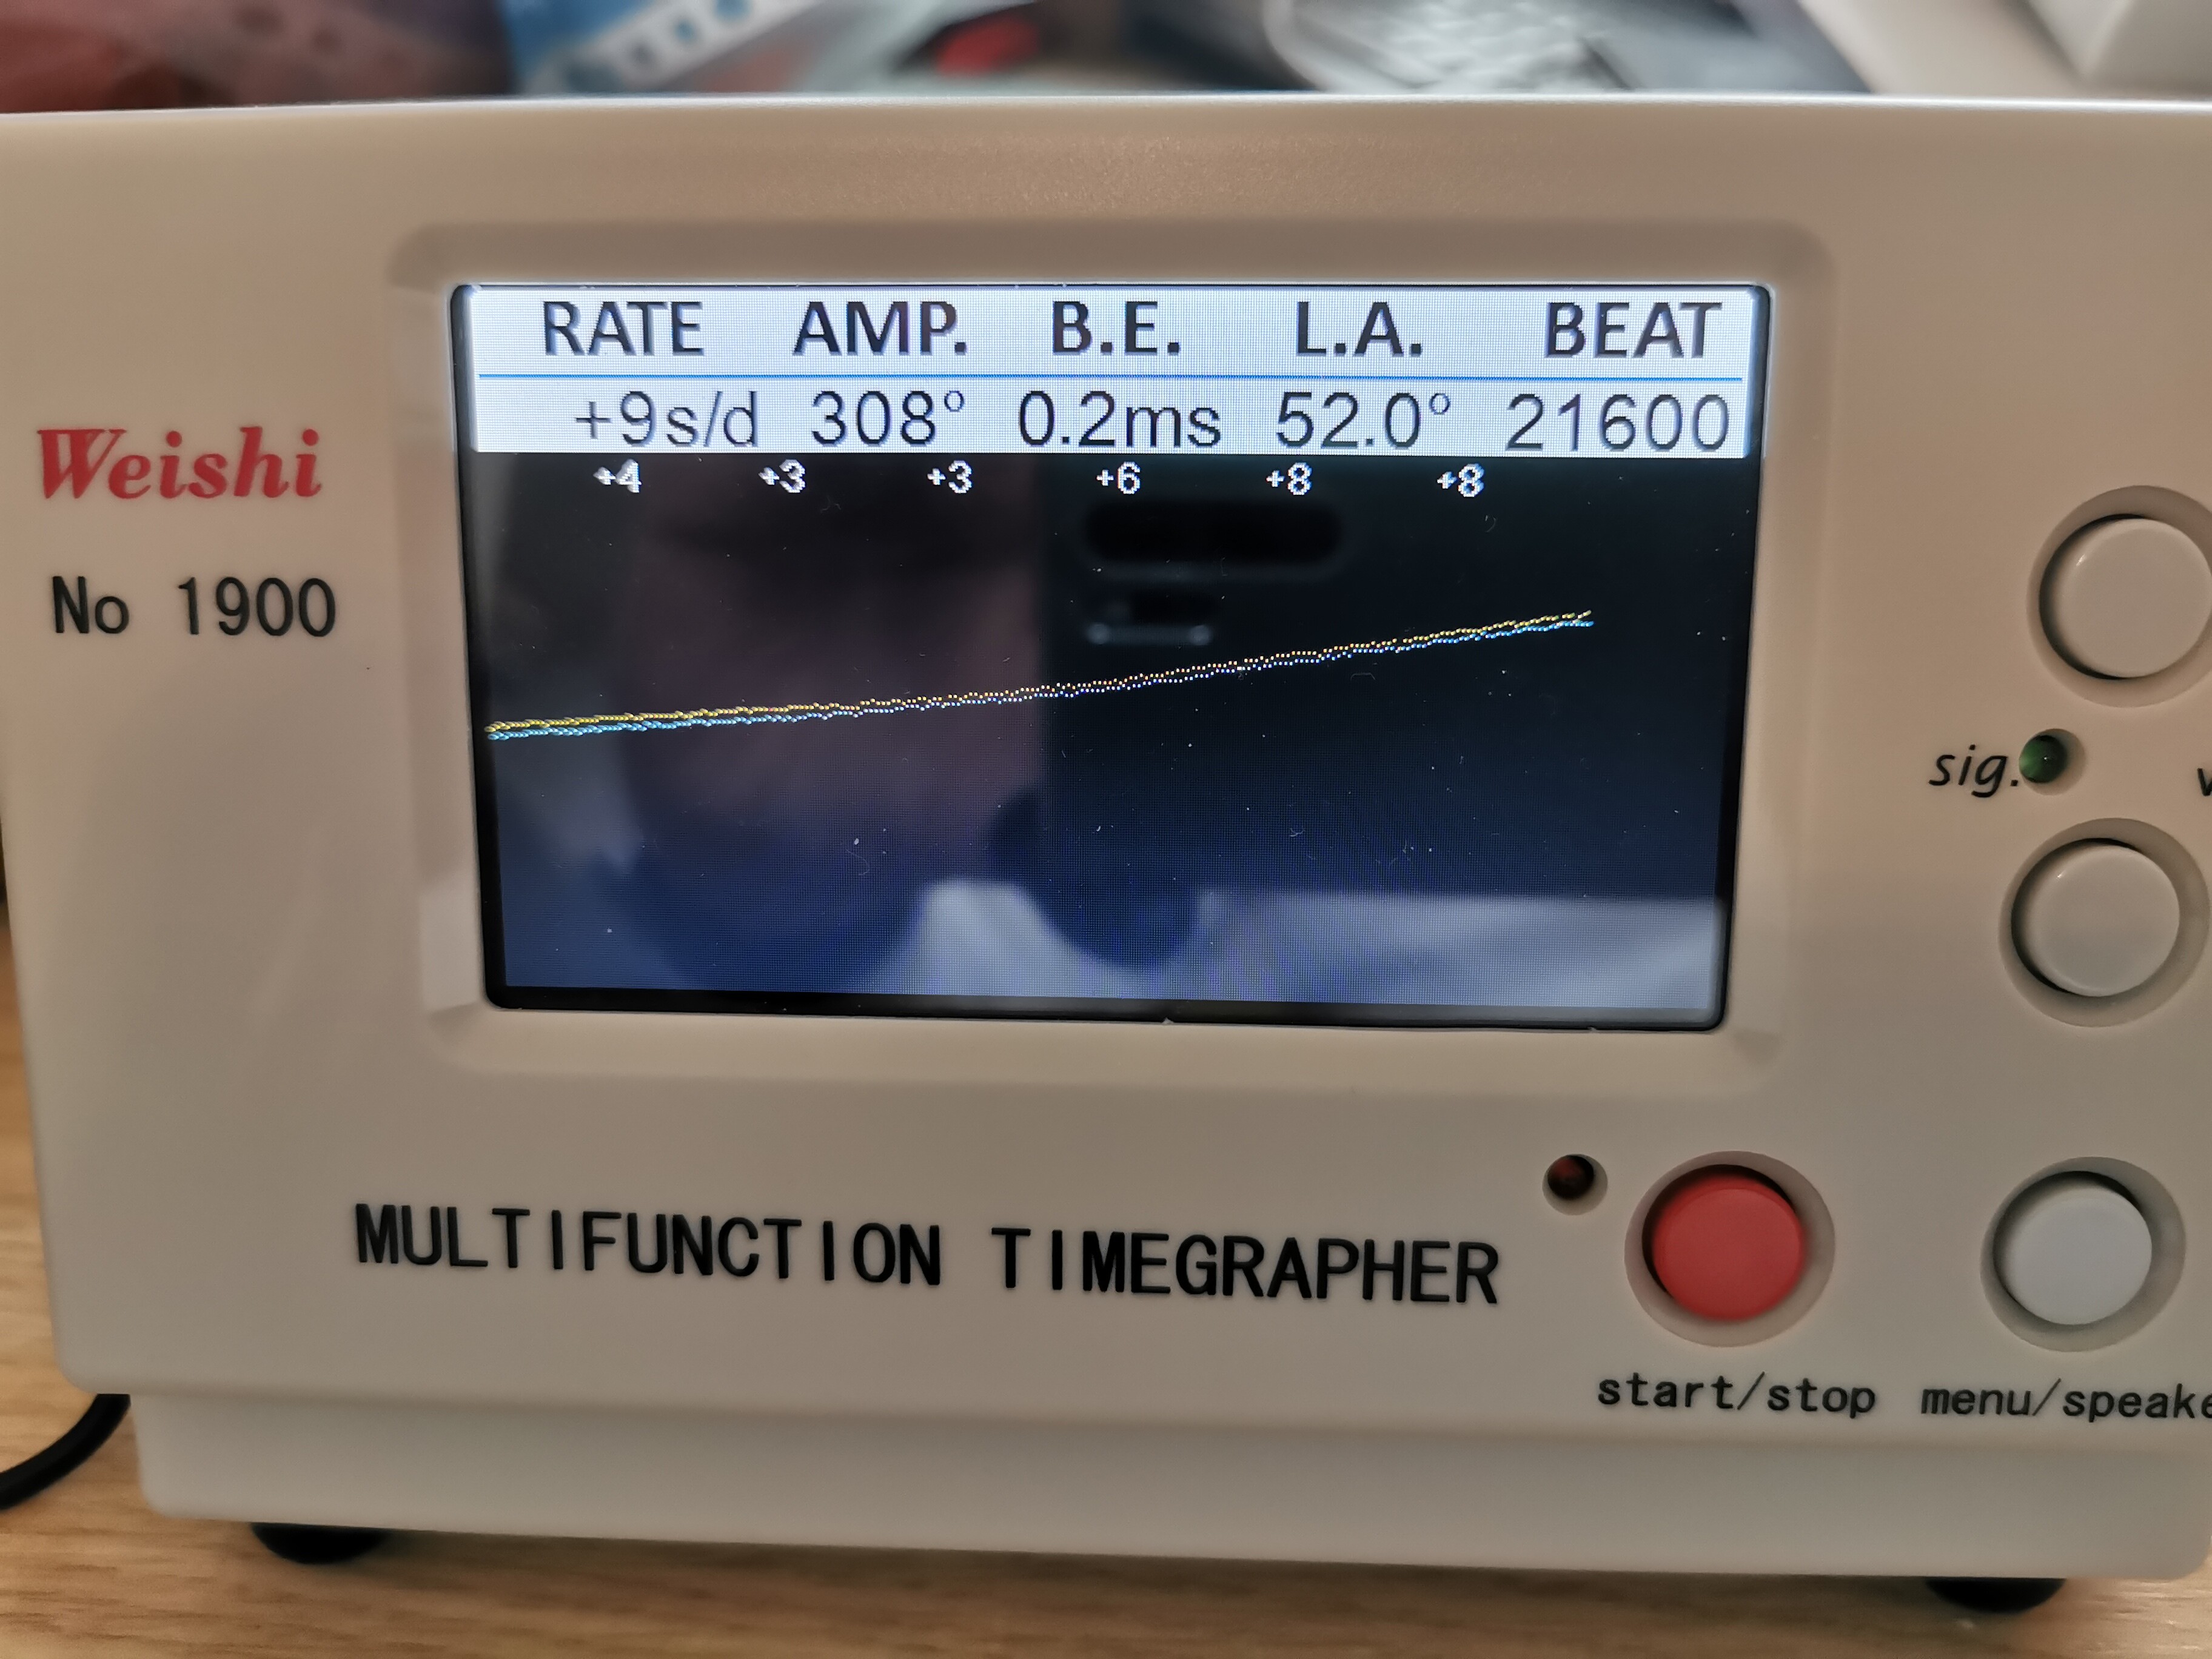 RATE AMP. B.E. L.A. BEAT
+9s/d 308° 0.2ms 52.0° 21600
+4 +3 +3 +6 +8 +8
Weishi
No 1900
sig.
MULTIFUNCTION TIMEGRAPHER
start/stop menu/speake